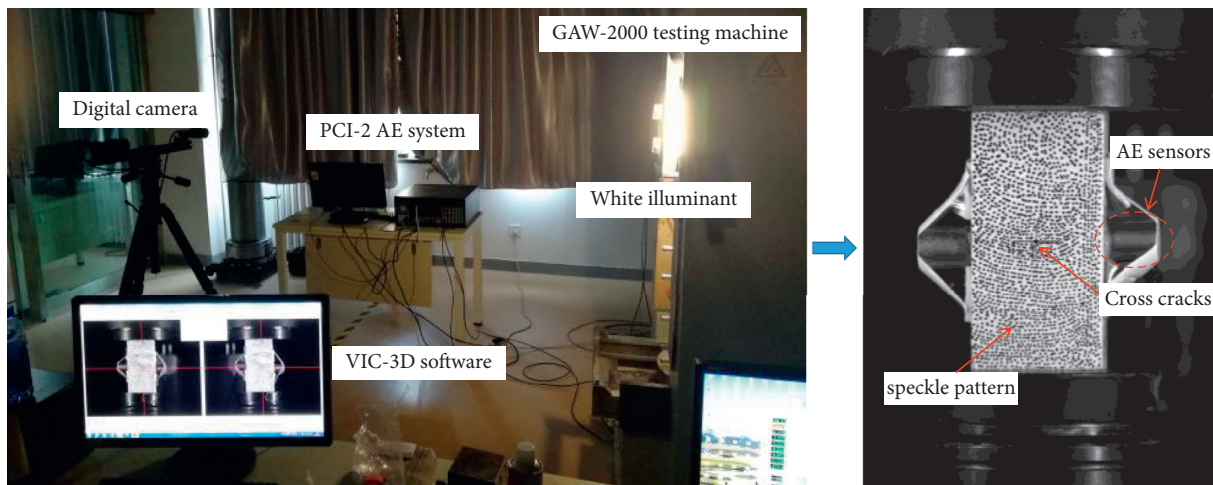 GAW-2000 testing machine
Digital camera
PCI-2 AE system
AE sensors
White illuminant
Cross cracks
VIC-3D software
speckle pattern